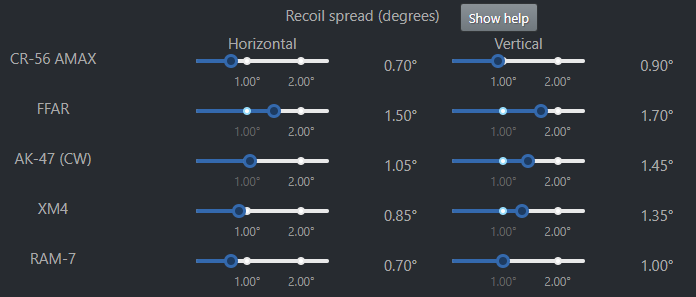 Recoil spread (degrees) Show help
Horizontal Vertical
CR-56 AMAX 0.70° 0.90°
1.00° 2.00° 1.00° 2.00°
FFAR 1.50° 1.70°
1.00° 2.00° 1.00° 2.00°
AK-47 (CW) 1.05° 1.45°
1.00° 2.00° 1.00° 2.00°
XM4 0.85° 1.35°
1.00° 2.00° 1.00° 2.00°
RAM-7 0.70° 1.00°
1.00° 2.00° 1.00° 2.00°